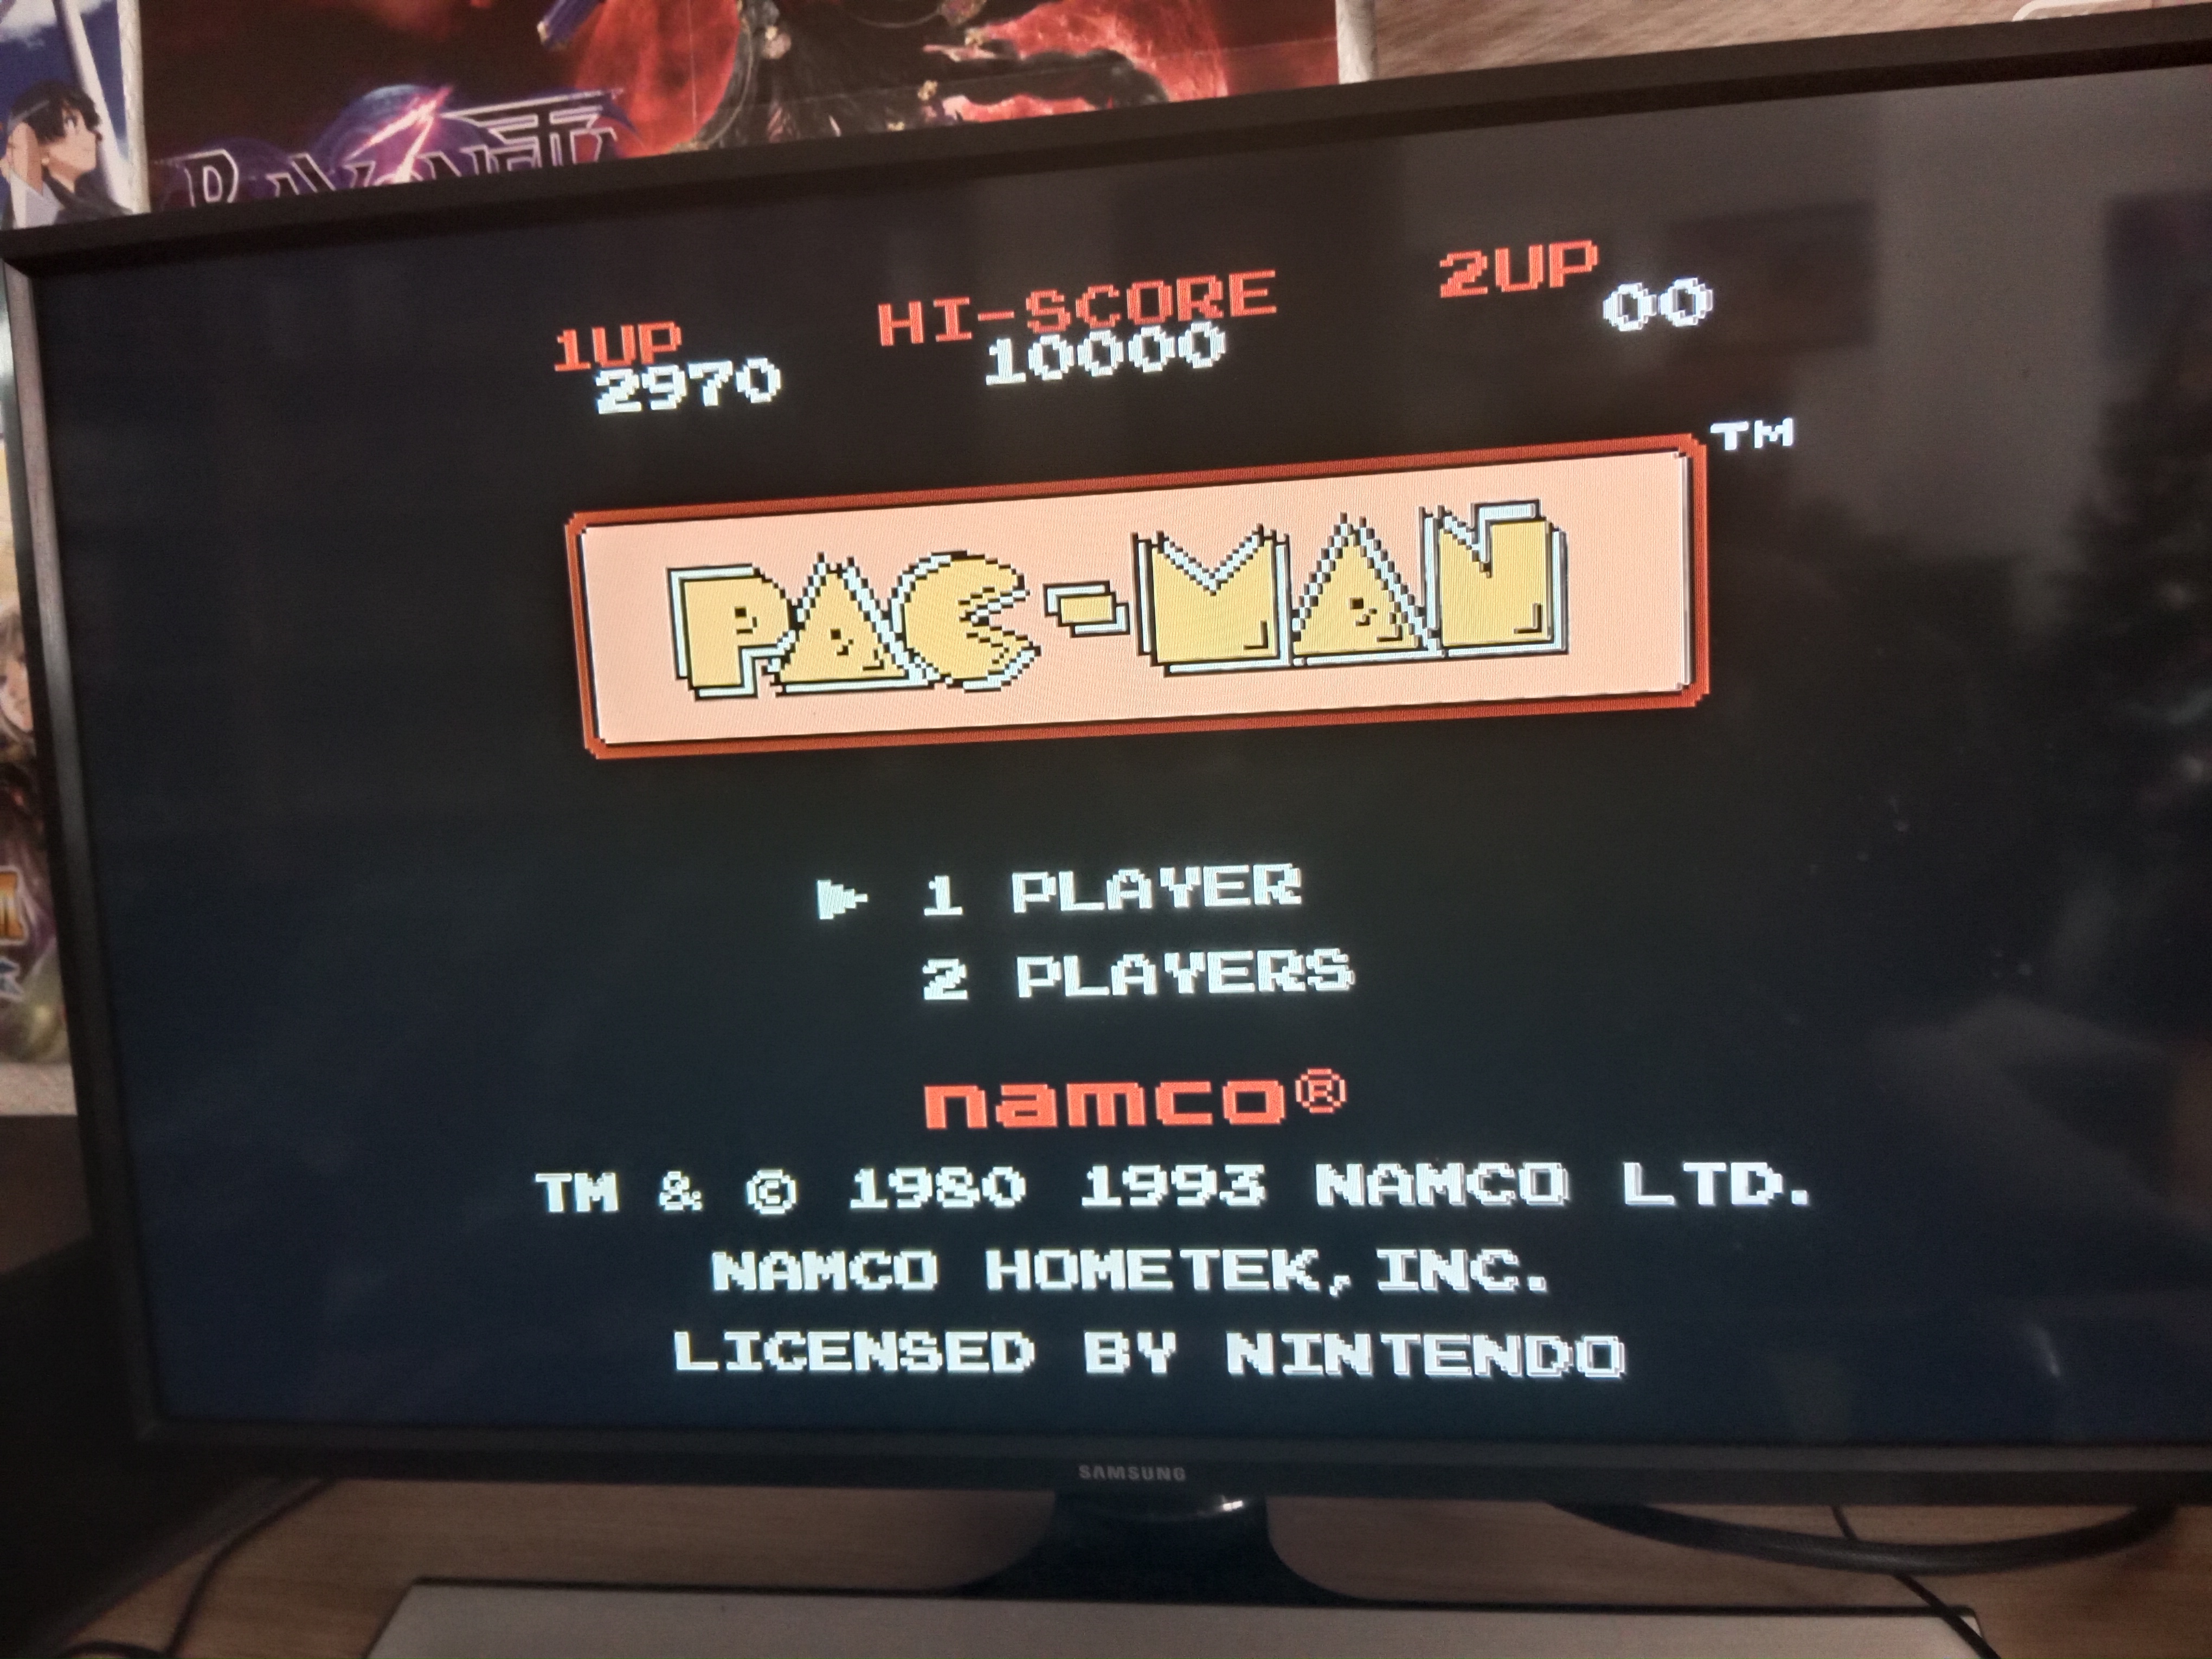 BAYONETTA
1UP HI-SCORE 2UP
2970 10000 00
PAC-MAN TM
1 PLAYER
2 PLAYERS
namco®
TM & © 1980 1993 NAMCO LTD.
NAMCO HOMETEK, INC.
LICENSED BY NINTENDO
SAMSUNG